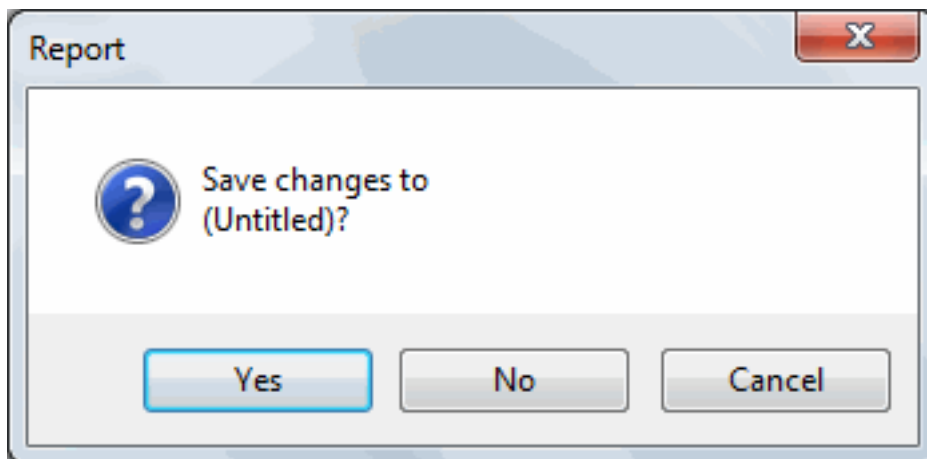 Report
Save changes to
(Untitled)?
Yes
No
Cancel